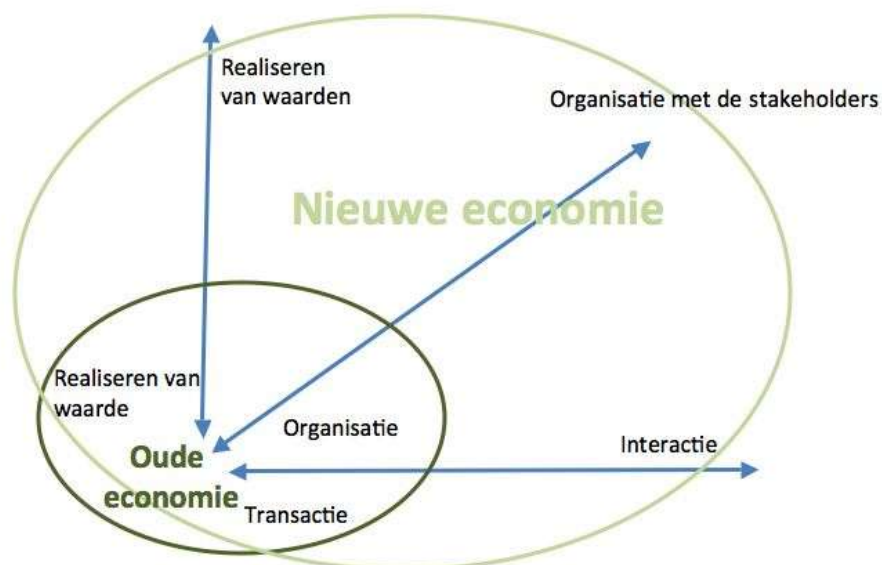 Realiseren
van waarden
Organisatie met de stakeholders
Nieuwe economie
Realiseren van
waarde
Organisatie
Interactie
Oude
economie
Transactie